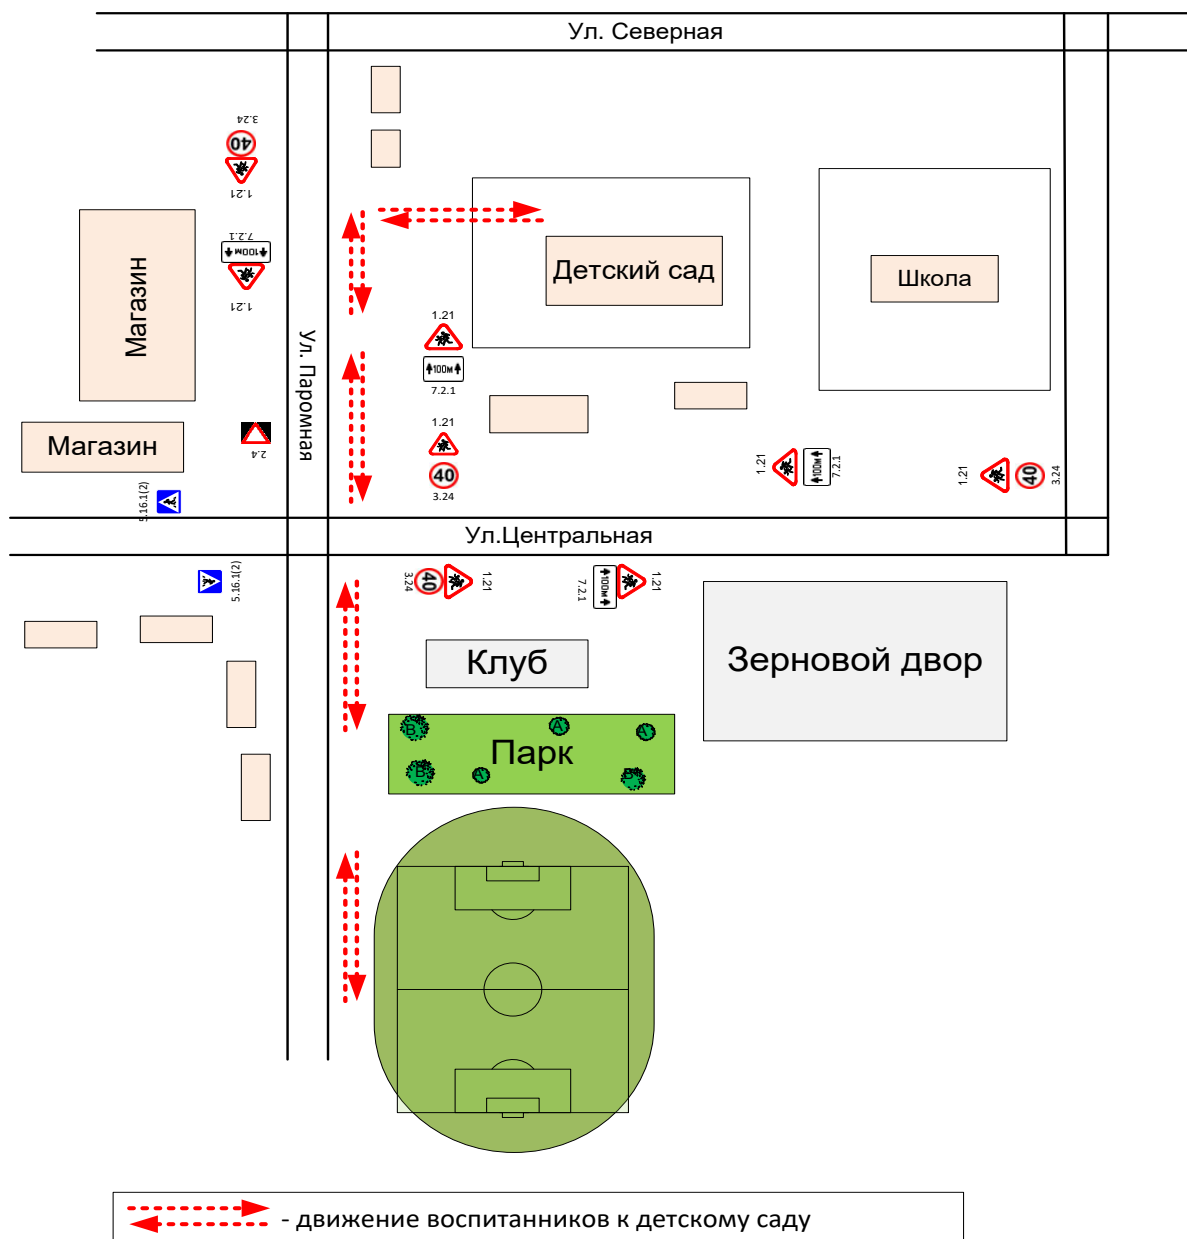 Ул. Северная
3.24
40
1.21
7.2.1
100м
1.21
Магазин
Ул. Паромная
Детский сад
Школа
1.21
100м
7.2.1
1.21
40
3.24
Магазин
2.4
5.16.1(2)
1.21
100м
7.2.1
1.21
40
3.24
Ул.Центральная
5.16.1(2)
3.24
40
1.21
7.2.1
100м
1.21
Клуб
Зерновой двор
В
А
А
Парк
В
А
В
- движение воспитанников к детскому саду